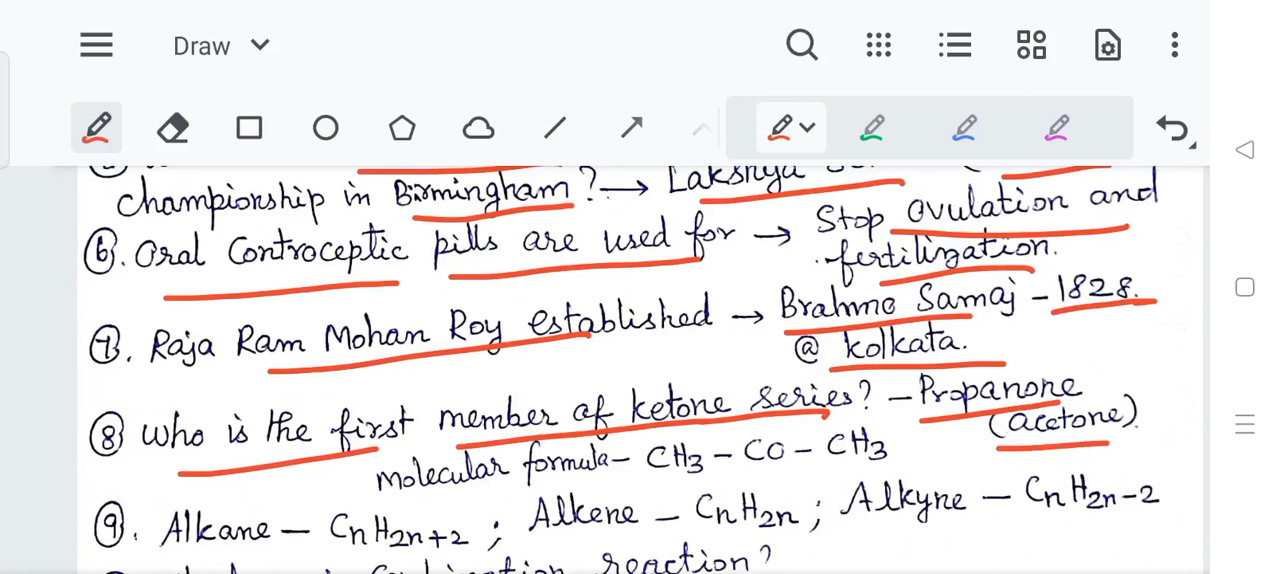 Draw
championship in Birmingham? → Lakshya
⑥. Oral Controceptic pills are used for → Stop ovulation and
fertilization.
⑦. Raja Ram Mohan Roy established → Brahmo Samaj - 1828.
@ kolkata.
⑧ who is the first member of ketone series? - Propanone
(acetone).
molecular formula - CH3 - CO - CH3
⑨. Alkane - CnH2n+2 ; Alkene - CnH2n ; Alkyne - CnH2n-2
reaction?